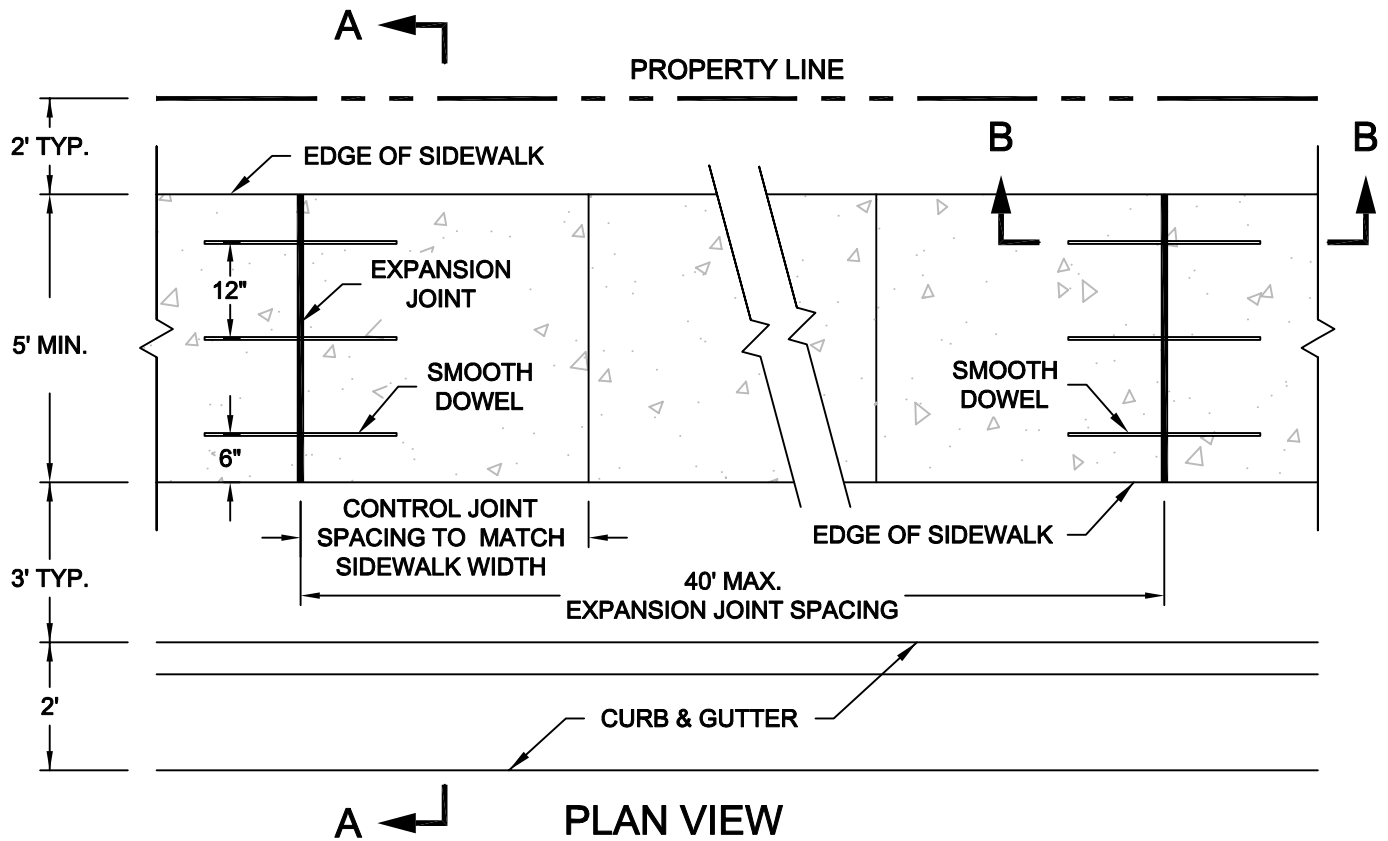 A
PROPERTY LINE
2' TYP.
B
B
EDGE OF SIDEWALK
EXPANSION
JOINT
12"
5' MIN.
SMOOTH
DOWEL
SMOOTH
DOWEL
6"
CONTROL JOINT
SPACING TO MATCH
SIDEWALK WIDTH
EDGE OF SIDEWALK
3' TYP.
40' MAX.
EXPANSION JOINT SPACING
2'
CURB & GUTTER
A
PLAN VIEW